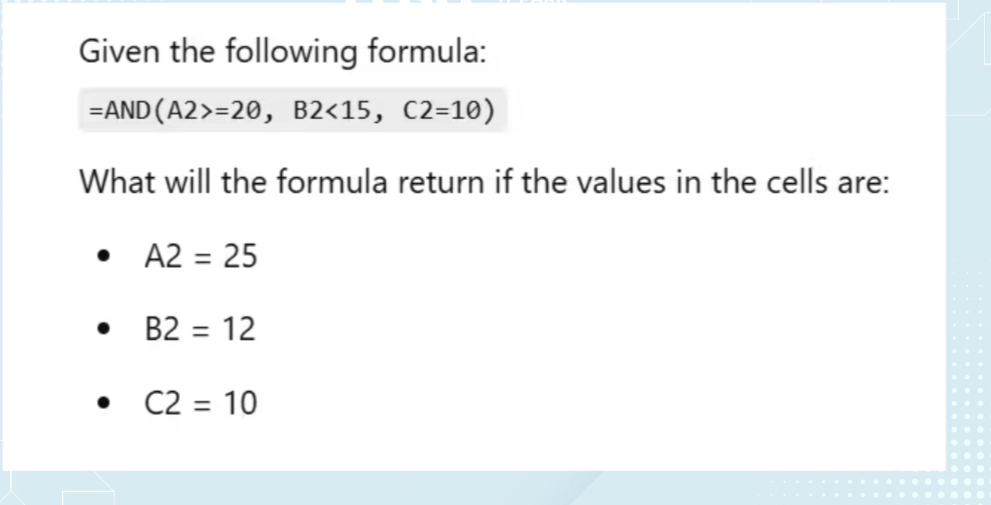 Given the following formula:
=AND(A2>=20, B2<15, C2=10)
What will the formula return if the values in the cells are:
• A2 = 25
• B2 = 12
• C2 = 10